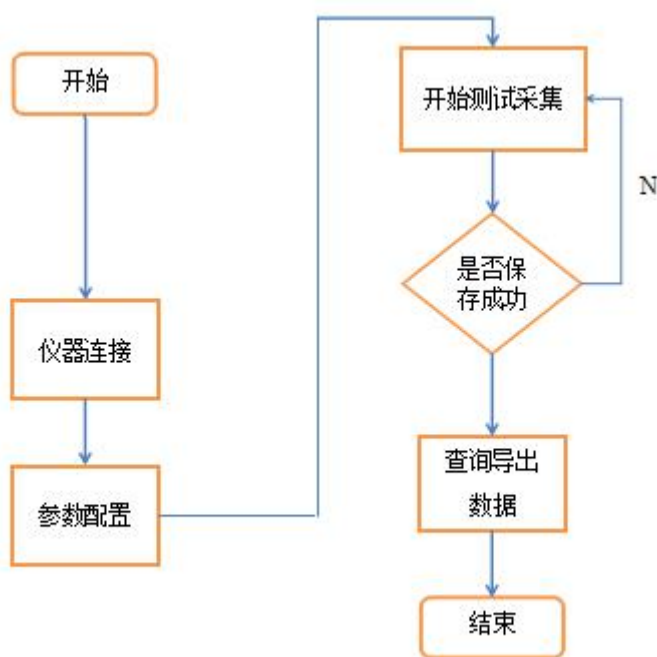 开始
仪器连接
参数配置
开始测试采集
N
是否保
存成功
查询导出
数据
结束